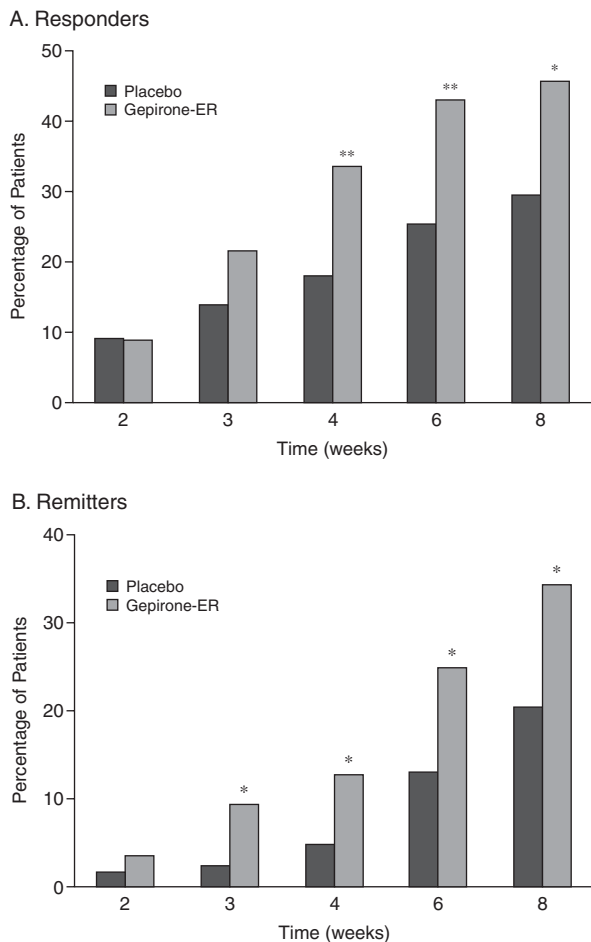 A. Responders
50
40
30
20
10
0
Percentage of Patients
Placebo
Gepirone-ER
**
**
*
2 3 4 6 8
Time (weeks)
B. Remitters
40
30
20
10
0
Percentage of Patients
Placebo
Gepirone-ER
*
*
*
*
2 3 4 6 8
Time (weeks)